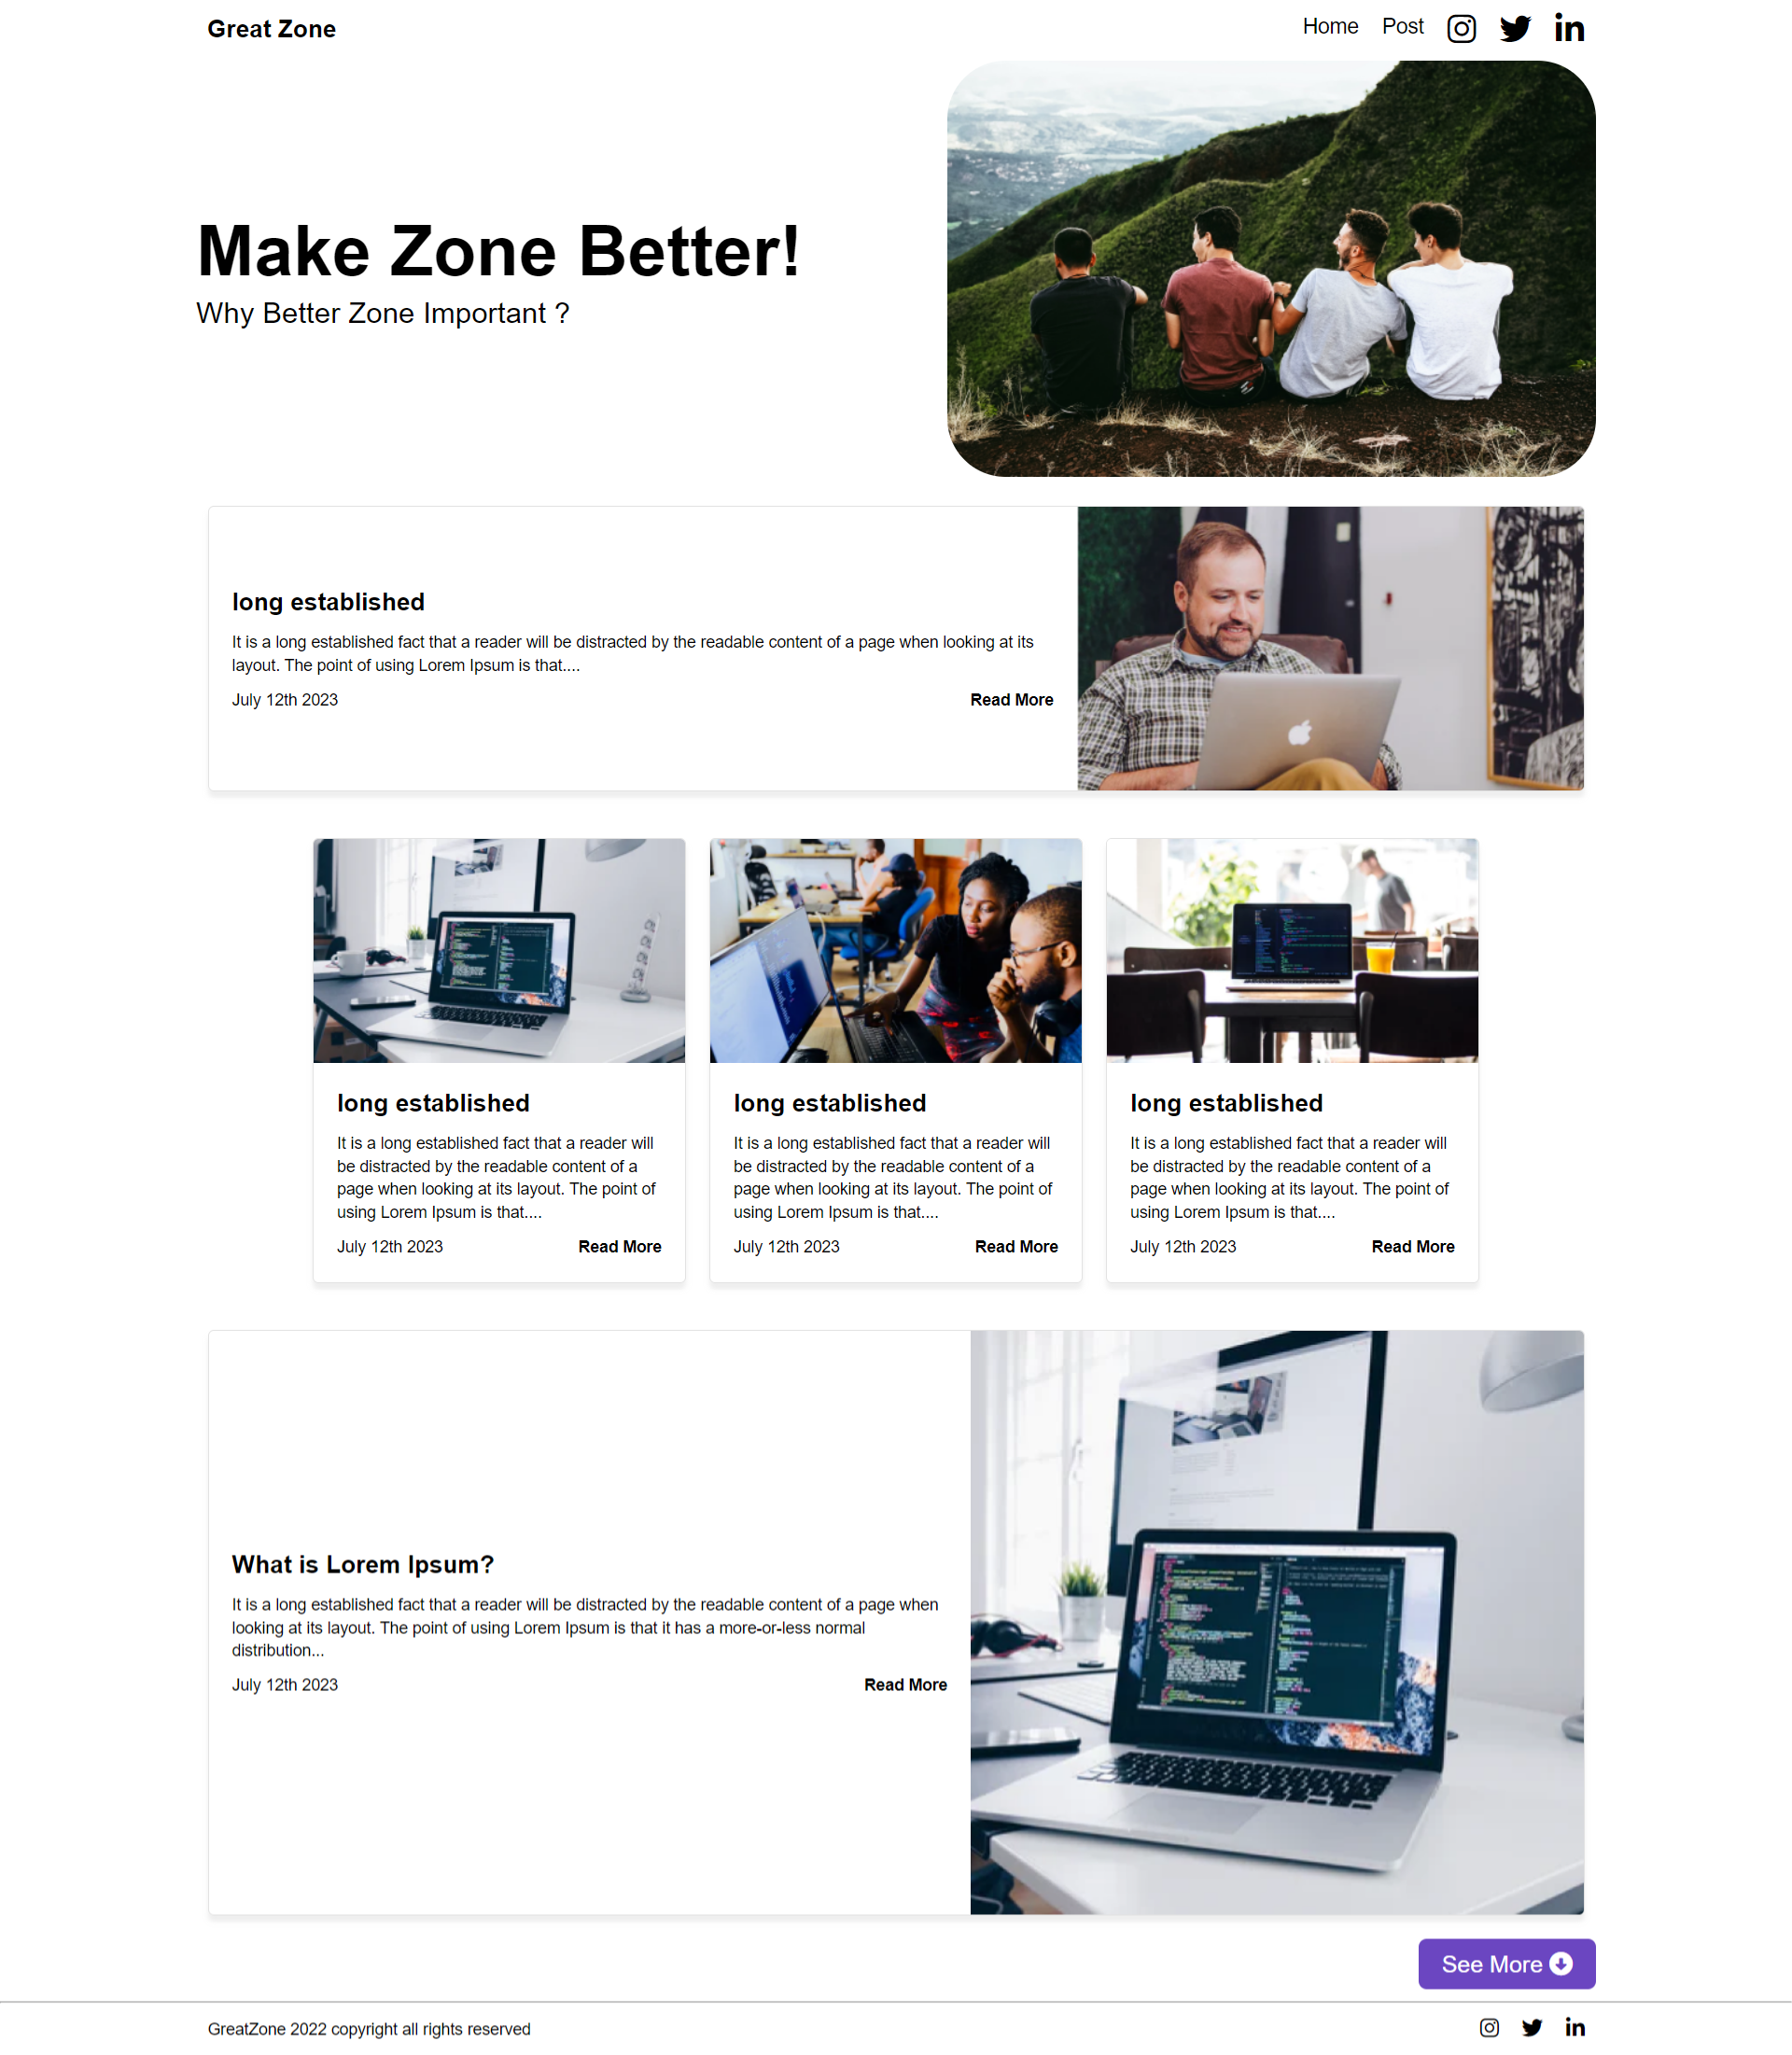 Great Zone
Home Post
Make Zone Better!
Why Better Zone Important ?
long established
It is a long established fact that a reader will be distracted by the readable content of a page when looking at its
layout. The point of using Lorem Ipsum is that....
July 12th 2023 Read More
long established
It is a long established fact that a reader will
be distracted by the readable content of a
page when looking at its layout. The point of
using Lorem Ipsum is that....
July 12th 2023 Read More
long established
It is a long established fact that a reader will
be distracted by the readable content of a
page when looking at its layout. The point of
using Lorem Ipsum is that....
July 12th 2023 Read More
long established
It is a long established fact that a reader will
be distracted by the readable content of a
page when looking at its layout. The point of
using Lorem Ipsum is that....
July 12th 2023 Read More
What is Lorem Ipsum?
It is a long established fact that a reader will be distracted by the readable content of a page when
looking at its layout. The point of using Lorem Ipsum is that it has a more-or-less normal
distribution...
July 12th 2023 Read More
See More
GreatZone 2022 copyright all rights reserved